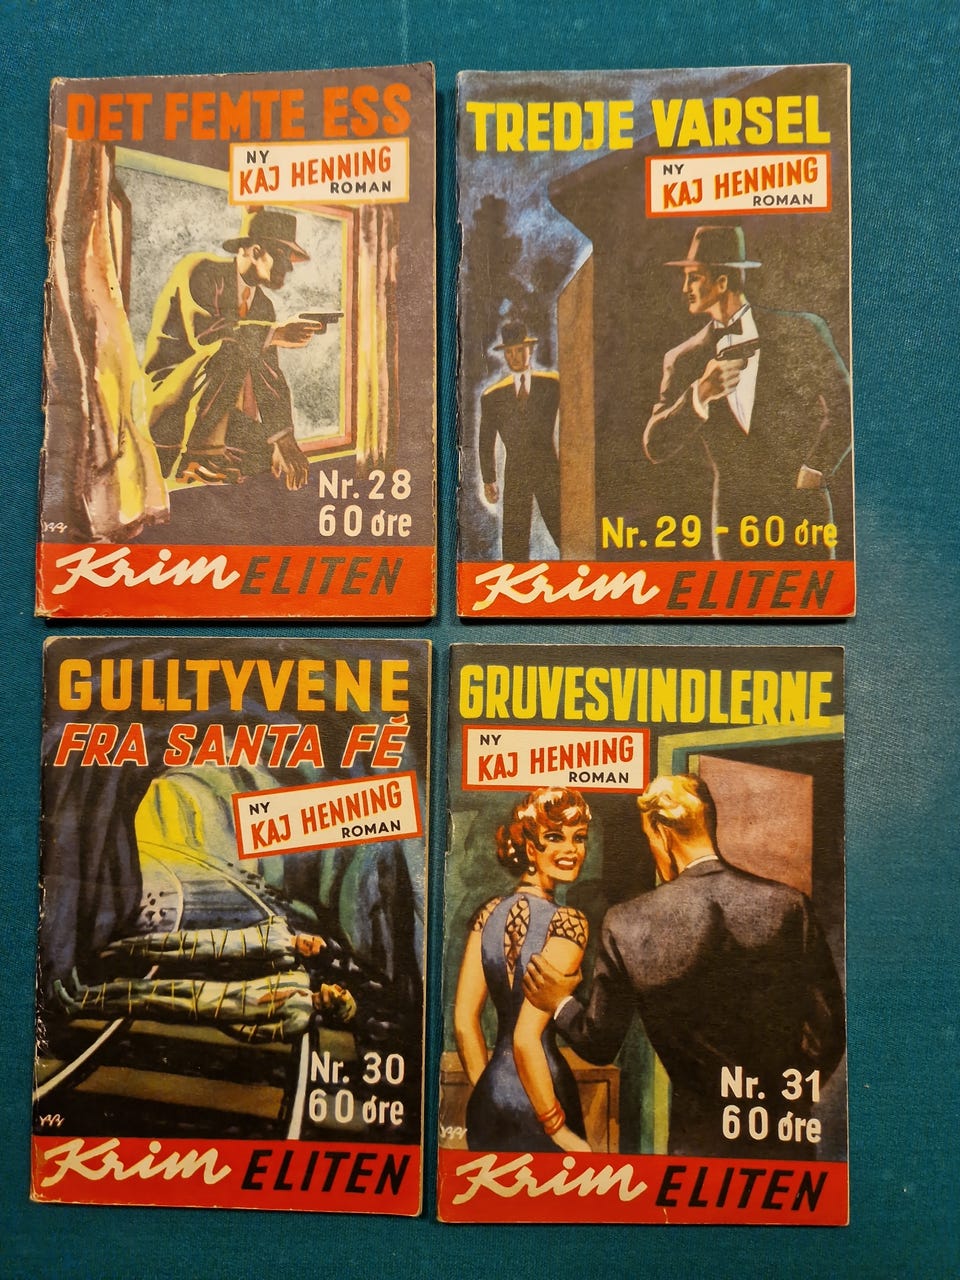 DET FEMTE ESS
NY
KAJ HENNING
ROMAN
Nr. 28
60 øre
Krim ELITEN
TREDJE VARSEL
NY
KAJ HENNING
ROMAN
Nr. 29 - 60 øre
Krim ELITEN
GULLTYVENE
FRA SANTA FÉ
NY
KAJ HENNING
ROMAN
Nr. 30
60 øre
Krim ELITEN
GRUVESVINDLERNE
NY
KAJ HENNING
ROMAN
Nr. 31
60 øre
Krim ELITEN